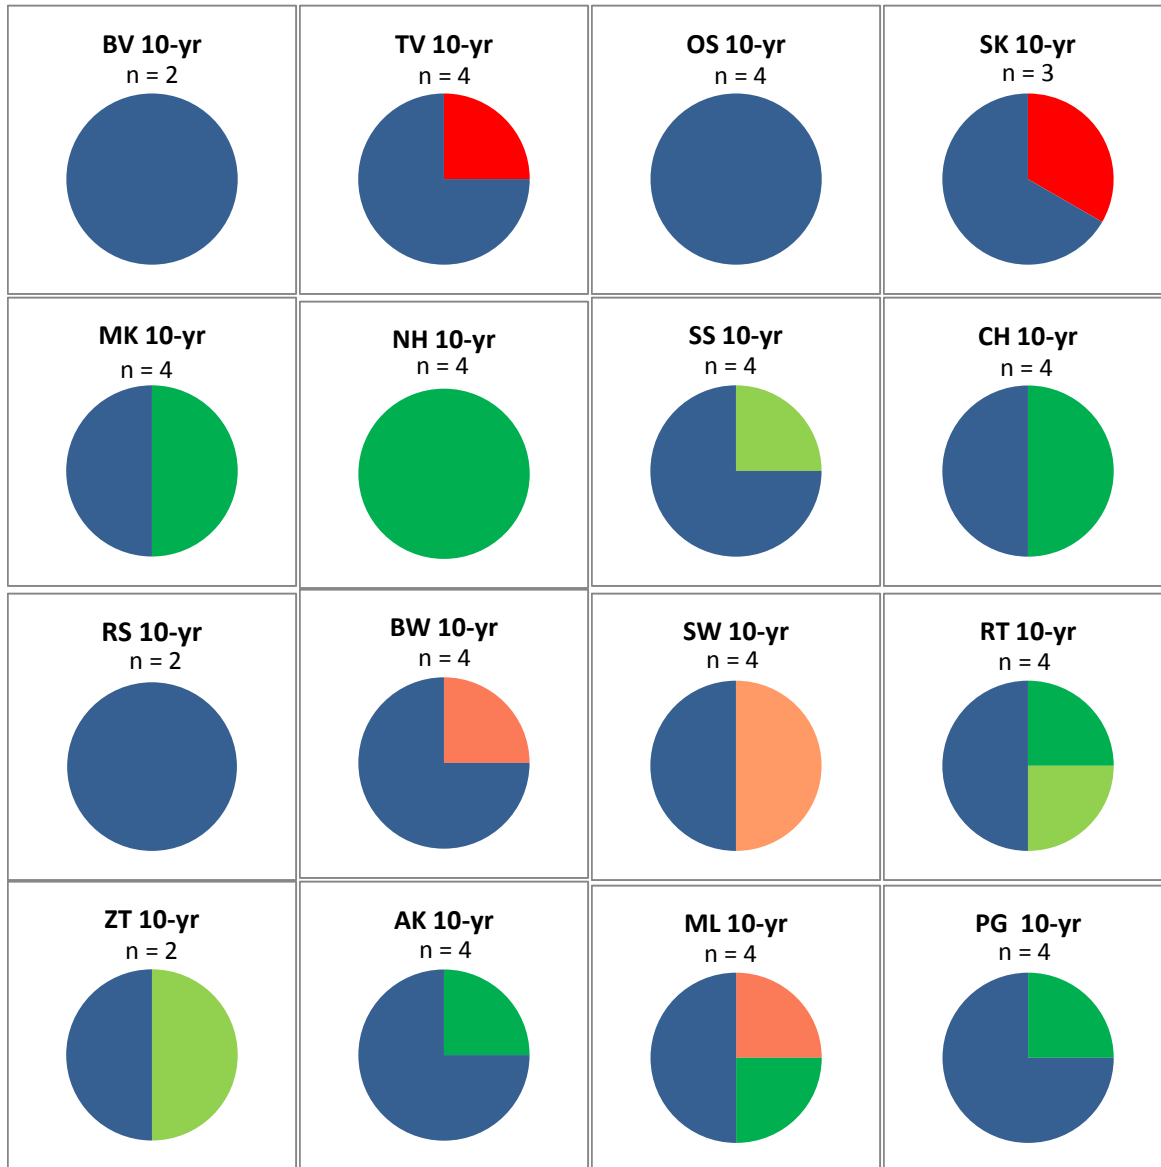 BV 10-yr
n = 2
TV 10-yr
n = 4
OS 10-yr
n = 4
SK 10-yr
n = 3
MK 10-yr
n = 4
NH 10-yr
n = 4
SS 10-yr
n = 4
CH 10-yr
n = 4
RS 10-yr
n = 2
BW 10-yr
n = 4
SW 10-yr
n = 4
RT 10-yr
n = 4
ZT 10-yr
n = 2
AK 10-yr
n = 4
ML 10-yr
n = 4
PG  10-yr
n = 4